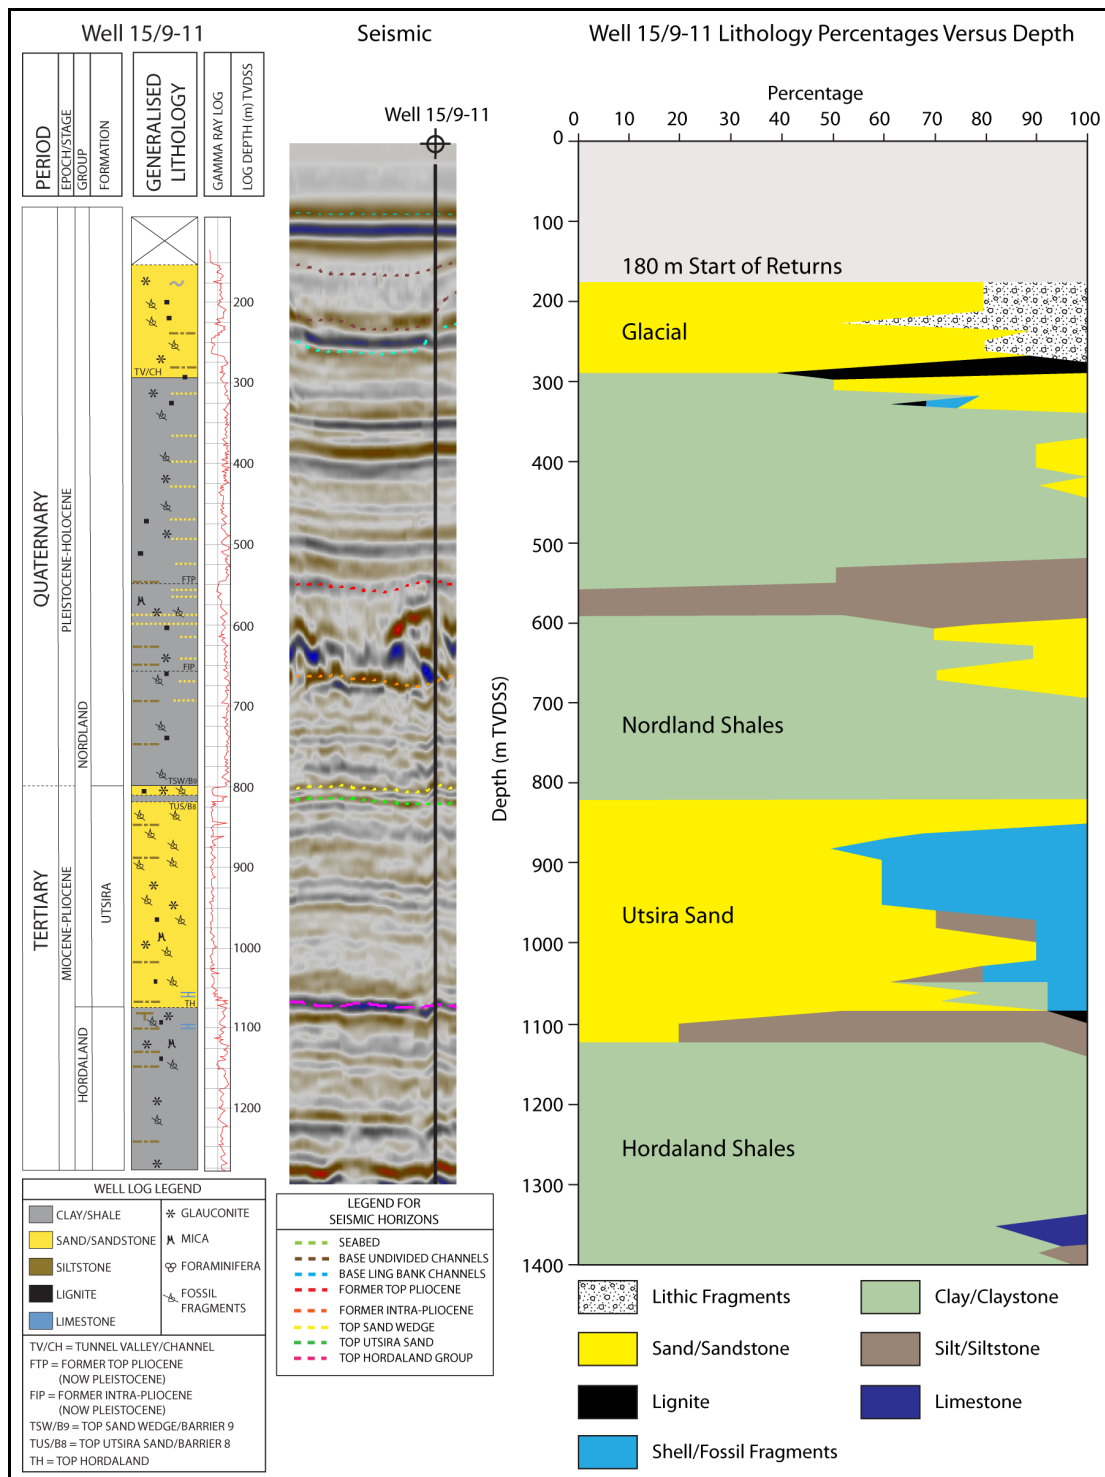 Well 15/9-11
Seismic
Well 15/9-11 Lithology Percentages Versus Depth
PERIOD
EPOCH/STAGE
GROUP
FORMATION
GENERALISED
LITHOLOGY
GAMMA RAY LOG
LOG DEPTH (m) TVDSS
QUATERNARY
TERTIARY
PLEISTOCENE-HOLOCENE
MIOCENE-PLIOCENE
NORDLAND
HORDALAND
UTSIRA
TV/CH
FTP
FIP
TSW/B9
TUS/B8
TH
200
300
400
500
600
700
800
900
1000
1100
1200
Well 15/9-11
Percentage
0 10 20 30 40 50 60 70 80 90 100
Depth (m TVDSS)
0
100
200
300
400
500
600
700
800
900
1000
1100
1200
1300
1400
180 m Start of Returns
Glacial
Nordland Shales
Utsira Sand
Hordaland Shales
WELL LOG LEGEND
CLAY/SHALE
SAND/SANDSTONE
SILTSTONE
LIGNITE
LIMESTONE
GLAUCONITE
MICA
FORAMINIFERA
FOSSIL
FRAGMENTS
TV/CH = TUNNEL VALLEY/CHANNEL
FTP = FORMER TOP PLIOCENE
(NOW PLEISTOCENE)
FIP = FORMER INTRA-PLIOCENE
(NOW PLEISTOCENE)
TSW/B9 = TOP SAND WEDGE/BARRIER 9
TUS/B8 = TOP UTSIRA SAND/BARRIER 8
TH = TOP HORDALAND
LEGEND FOR
SEISMIC HORIZONS
SEABED
BASE UNDIVIDED CHANNELS
BASE LING BANK CHANNELS
FORMER TOP PLIOCENE
FORMER INTRA-PLIOCENE
TOP SAND WEDGE
TOP UTSIRA SAND
TOP HORDALAND GROUP
Lithic Fragments
Sand/Sandstone
Lignite
Shell/Fossil Fragments
Clay/Claystone
Silt/Siltstone
Limestone